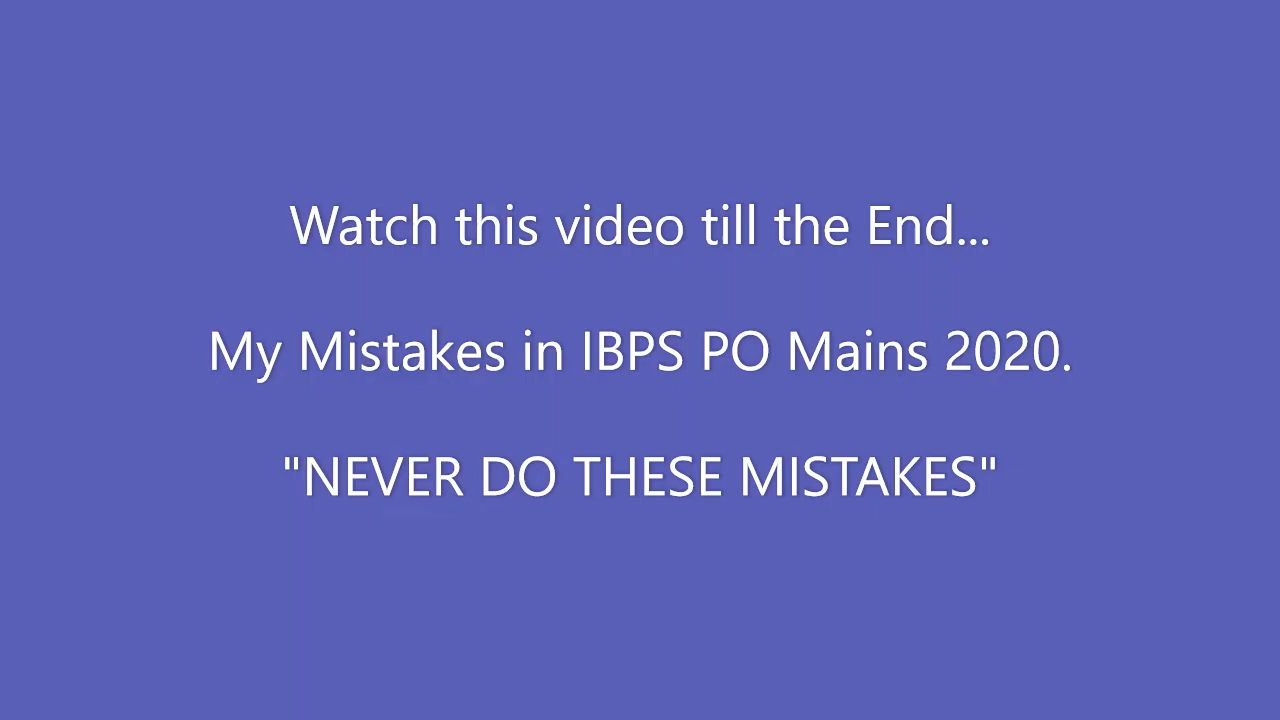 Watch this video till the End...
My Mistakes in IBPS PO Mains 2020.
"NEVER DO THESE MISTAKES"